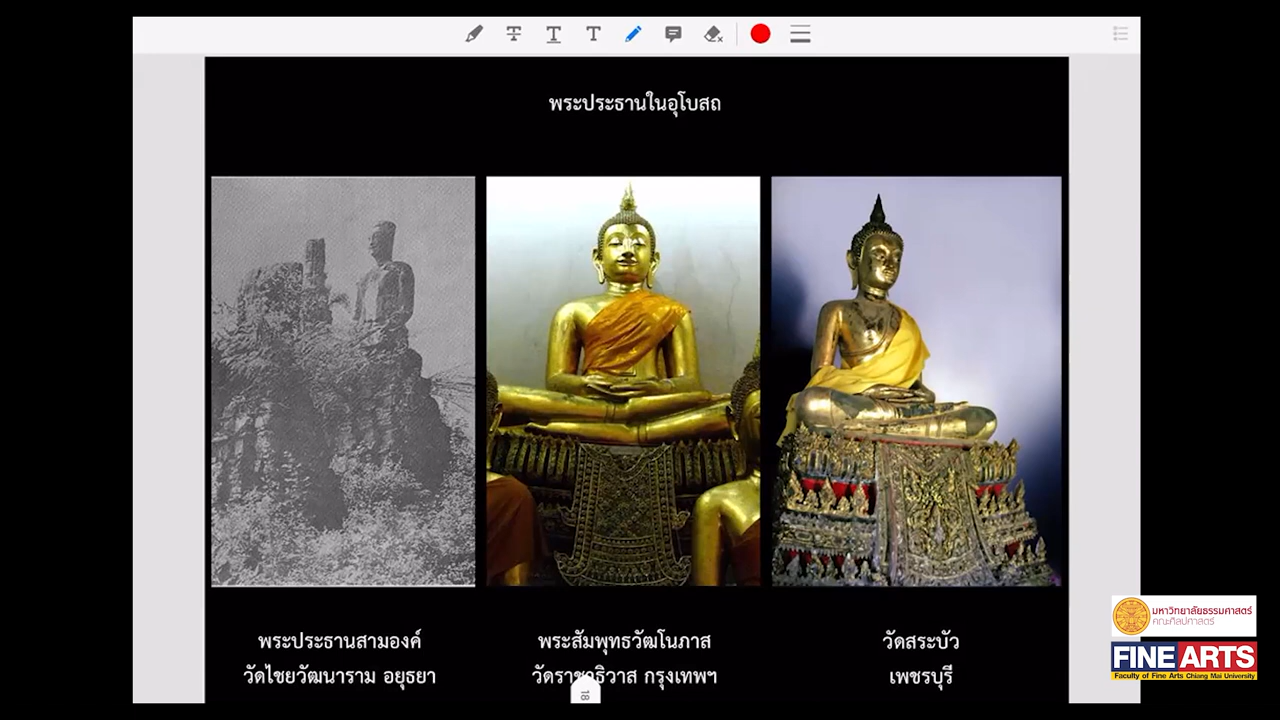 พระประธานในอุโบสถ
พระประธานสามองค์
วัดไชยวัฒนาราม อยุธยา
พระสัมพุทธวัฒโนภาส
วัดราชาธิวาส กรุงเทพฯ
วัดสระบัว
เพชรบุรี
18
มหาวิทยาลัยธรรมศาสตร์
คณะศิลปศาสตร์
FINE ARTS
Faculty of Fine Arts Chiang Mai University